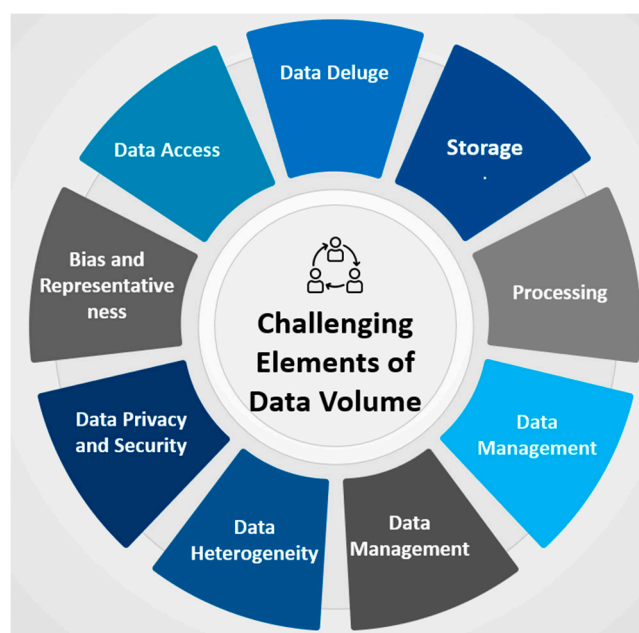 Data Deluge
Storage
Processing
Data
Management
Data
Management
Data
Heterogeneity
Data Privacy
and Security
Bias and
Representative
ness
Data Access
Challenging
Elements of
Data Volume